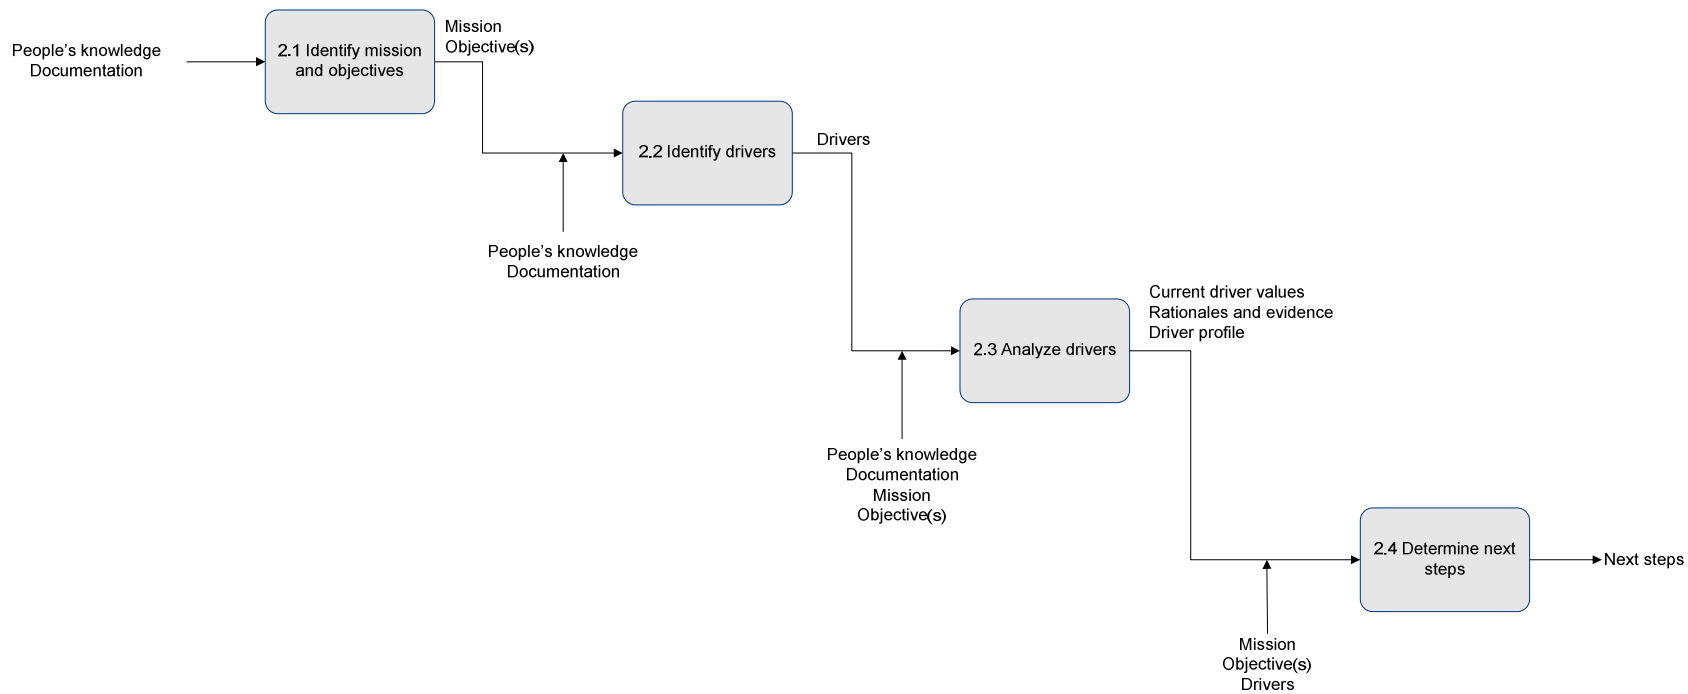 People’s knowledge
Documentation
2.1 Identify mission
and objectives
Mission
Objective(s)
2.2 Identify drivers
People’s knowledge
Documentation
Drivers
2.3 Analyze drivers
People’s knowledge
Documentation
Mission
Objective(s)
Current driver values
Rationales and evidence
Driver profile
2.4 Determine next
steps
Mission
Objective(s)
Drivers
Next steps